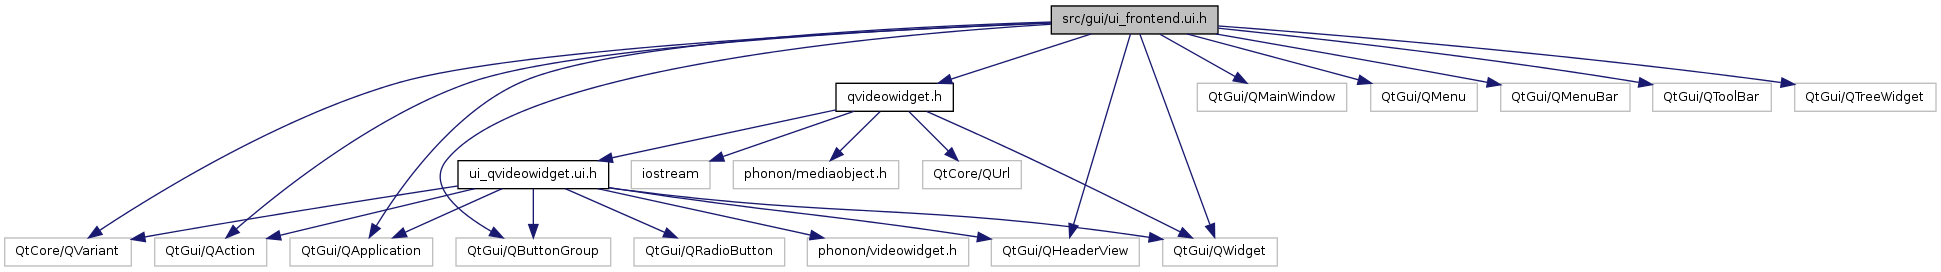 src/gui/ui_frontend.ui.h
qvideowidget.h
QtGui/QMainWindow
QtGui/QMenu
QtGui/QMenuBar
QtGui/QToolBar
QtGui/QTreeWidget
ui_qvideowidget.ui.h
iostream
phonon/mediaobject.h
QtCore/QUrl
QtCore/QVariant
QtGui/QAction
QtGui/QApplication
QtGui/QButtonGroup
QtGui/QRadioButton
phonon/videowidget.h
QtGui/QHeaderView
QtGui/QWidget